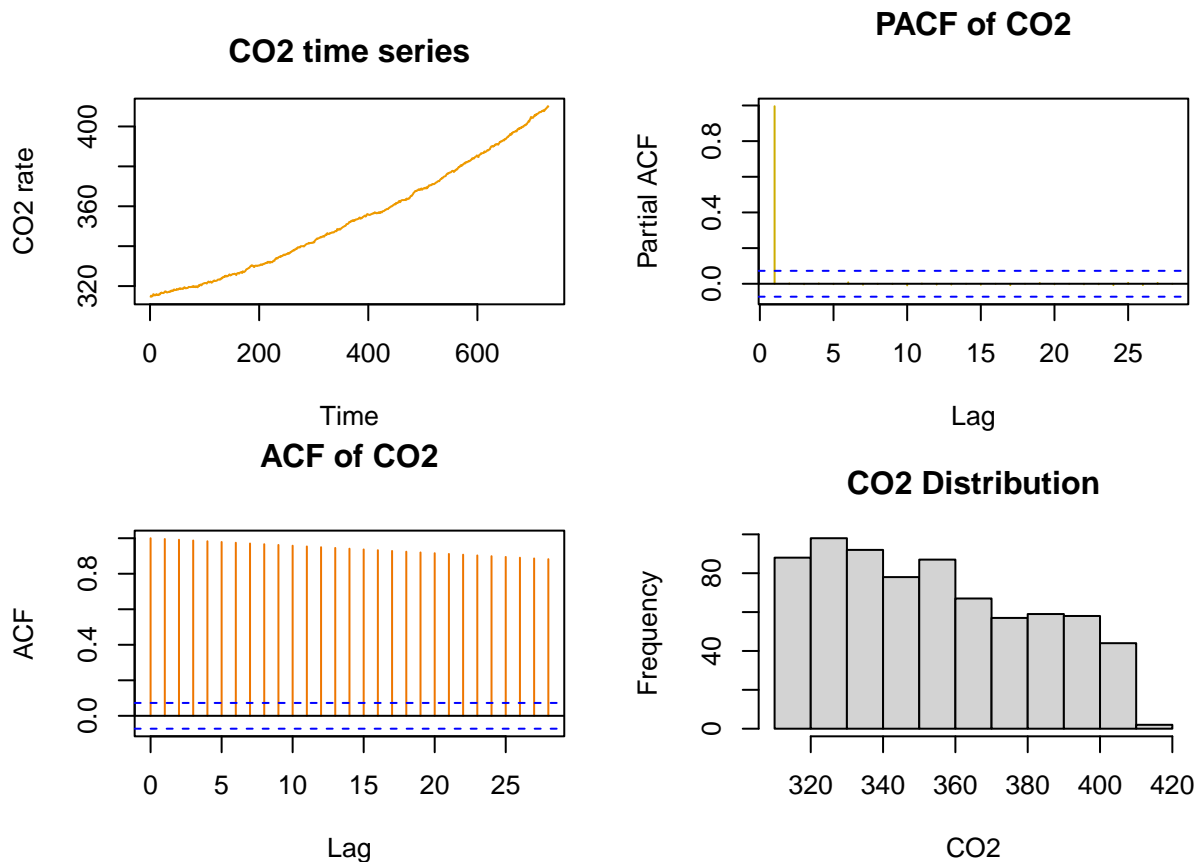 CO2 time series
CO2 rate
320
360
400
0
200
400
600
Time
PACF of CO2
Partial ACF
0.0
0.4
0.8
0
5
10
15
20
25
Lag
ACF of CO2
ACF
0.0
0.4
0.8
0
5
10
15
20
25
Lag
CO2 Distribution
Frequency
0
40
80
320
340
360
380
400
420
CO2